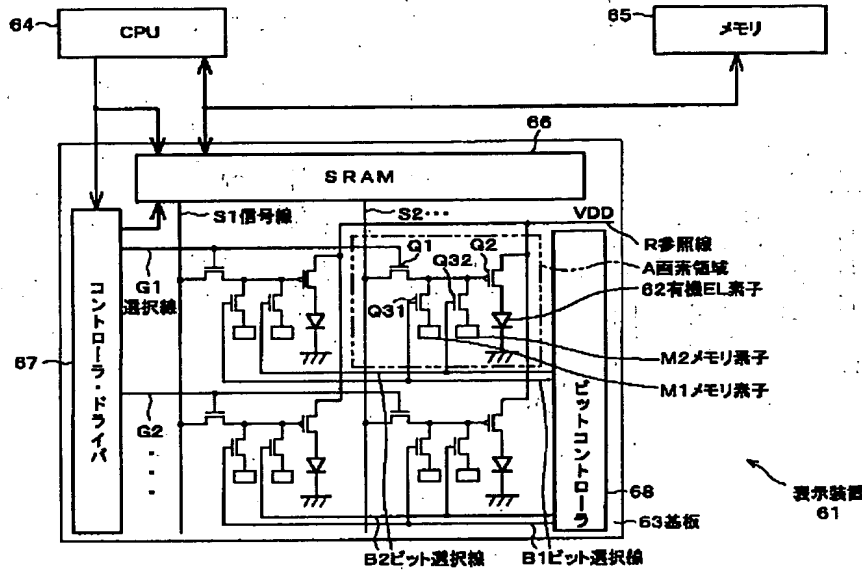 64
CPU
65
メモリ
66
SRAM
S1信号線
S2・・・
VDD
R参照線
Q1
Q2
Q32
A画素領域
G1
選択線
Q31
62有機EL素子
67
コントローラ・ドライバ
M2メモリ素子
M1メモリ素子
G2
ビットコントローラ
68
表示装置
61
63基板
B2ビット選択線
B1ビット選択線